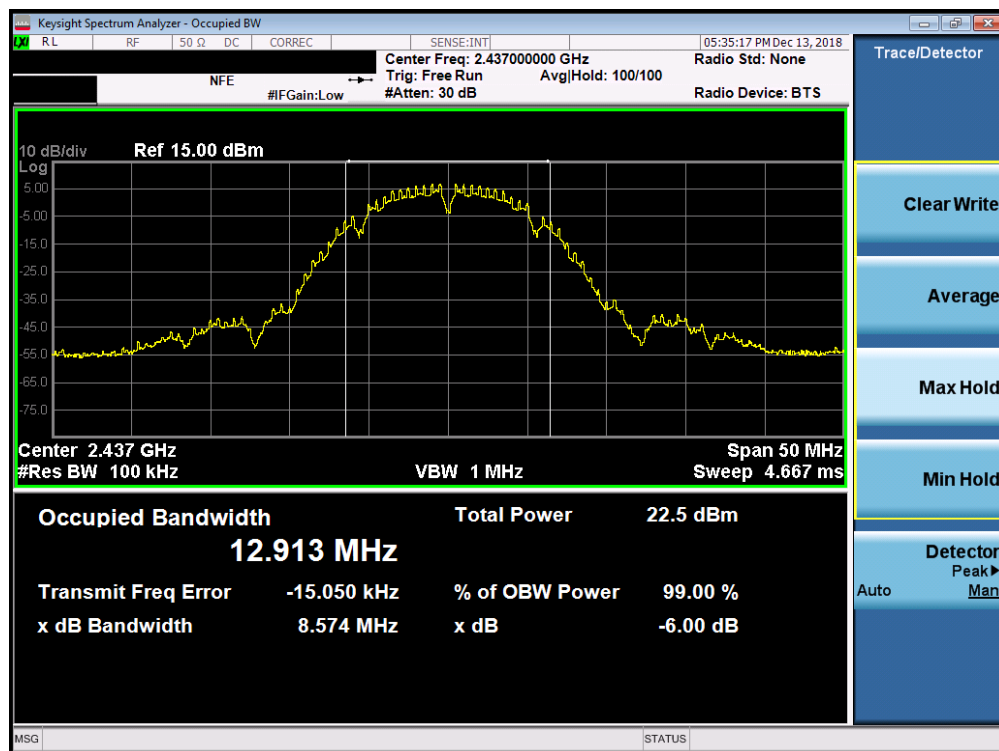 Keysight Spectrum Analyzer - Occupied BW
LXI RL RF 50 Ω DC CORREC SENSE:INT 05:35:17 PM Dec 13, 2018
Center Freq: 2.437000000 GHz Radio Std: None
NFE Trig: Free Run Avg|Hold: 100/100
#IFGain:Low #Atten: 30 dB Radio Device: BTS
10 dB/div Ref 15.00 dBm
Log
5.00
-5.00
-15.0
-25.0
-35.0
-45.0
-55.0
-65.0
-75.0
Center 2.437 GHz Span 50 MHz
#Res BW 100 kHz VBW 1 MHz Sweep 4.667 ms
Occupied Bandwidth Total Power 22.5 dBm
12.913 MHz
Transmit Freq Error -15.050 kHz % of OBW Power 99.00 %
x dB Bandwidth 8.574 MHz x dB -6.00 dB
MSG STATUS
Trace/Detector
Clear Write
Average
Max Hold
Min Hold
Detector
Peak▶
Auto Man